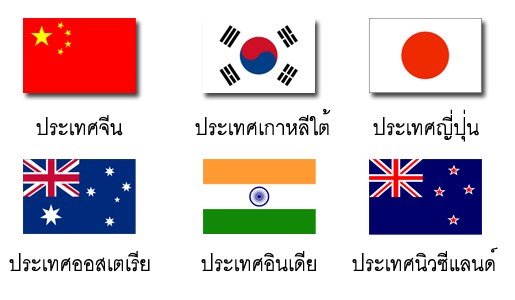 ประเทศจีน ประเทศเกาหลีใต้ ประเทศญี่ปุ่น
ประเทศออสเตเรีย ประเทศอินเดีย ประเทศนิวซีแลนด์